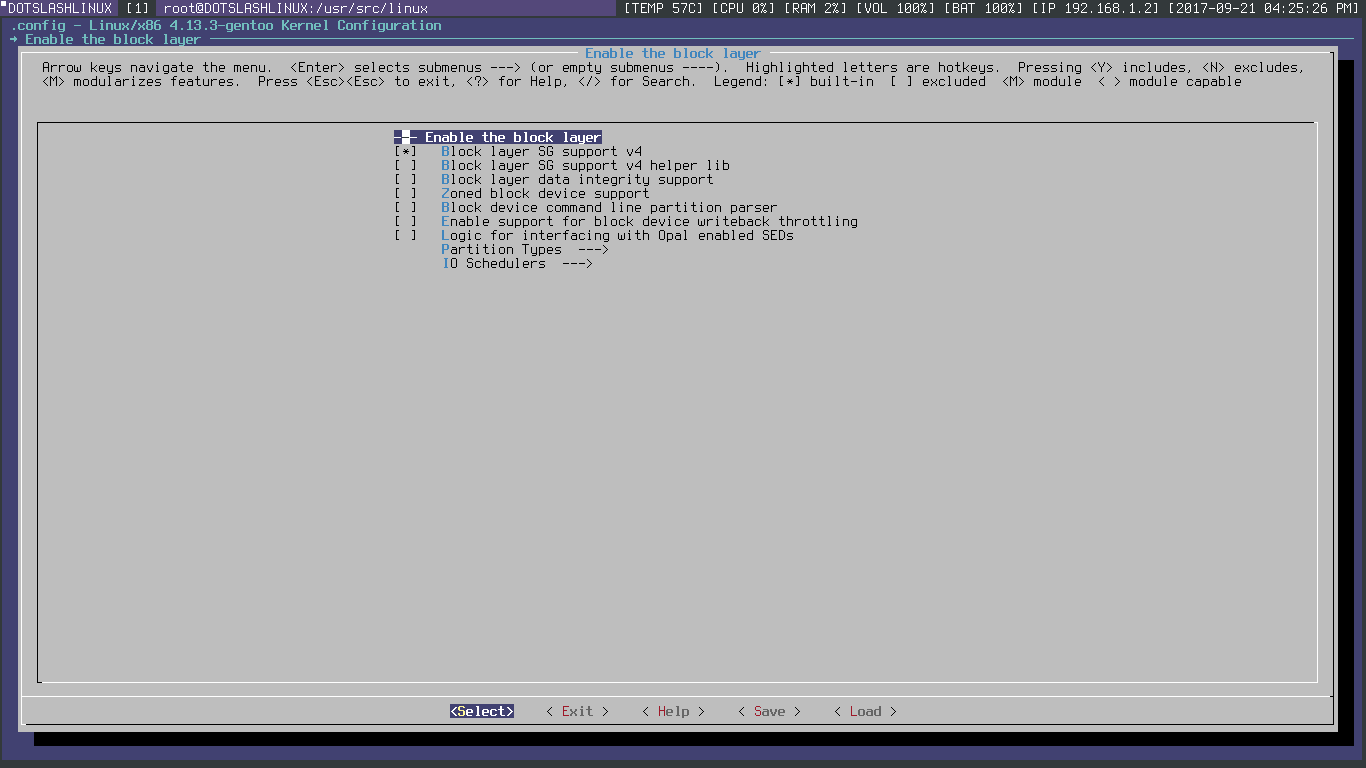 DOTSLASHLINUX [1] root@DOTSLASHLINUX:/usr/src/linux [TEMP 57C] [CPU 0%] [RAM 2%] [VOL 100%] [BAT 100%] [IP 192.168.1.2] [2017-09-21 04:25:26 PM]
.config - Linux/x86 4.13.3-gentoo Kernel Configuration
→ Enable the block layer
Enable the block layer
Arrow keys navigate the menu.  <Enter> selects submenus ---> (or empty submenus ----).  Highlighted letters are hotkeys.  Pressing <Y> includes, <N> excludes,
<M> modularizes features.  Press <Esc><Esc> to exit, <?> for Help, </> for Search.  Legend: [*] built-in  [ ] excluded  <M> module  < > module capable
--- Enable the block layer
[*]   Block layer SG support v4
[ ]   Block layer SG support v4 helper lib
[ ]   Block layer data integrity support
[ ]   Zoned block device support
[ ]   Block device command line partition parser
[ ]   Enable support for block device writeback throttling
[ ]   Logic for interfacing with Opal enabled SEDs
Partition Types  --->
IO Schedulers  --->
<Select>    < Exit >    < Help >    < Save >    < Load >